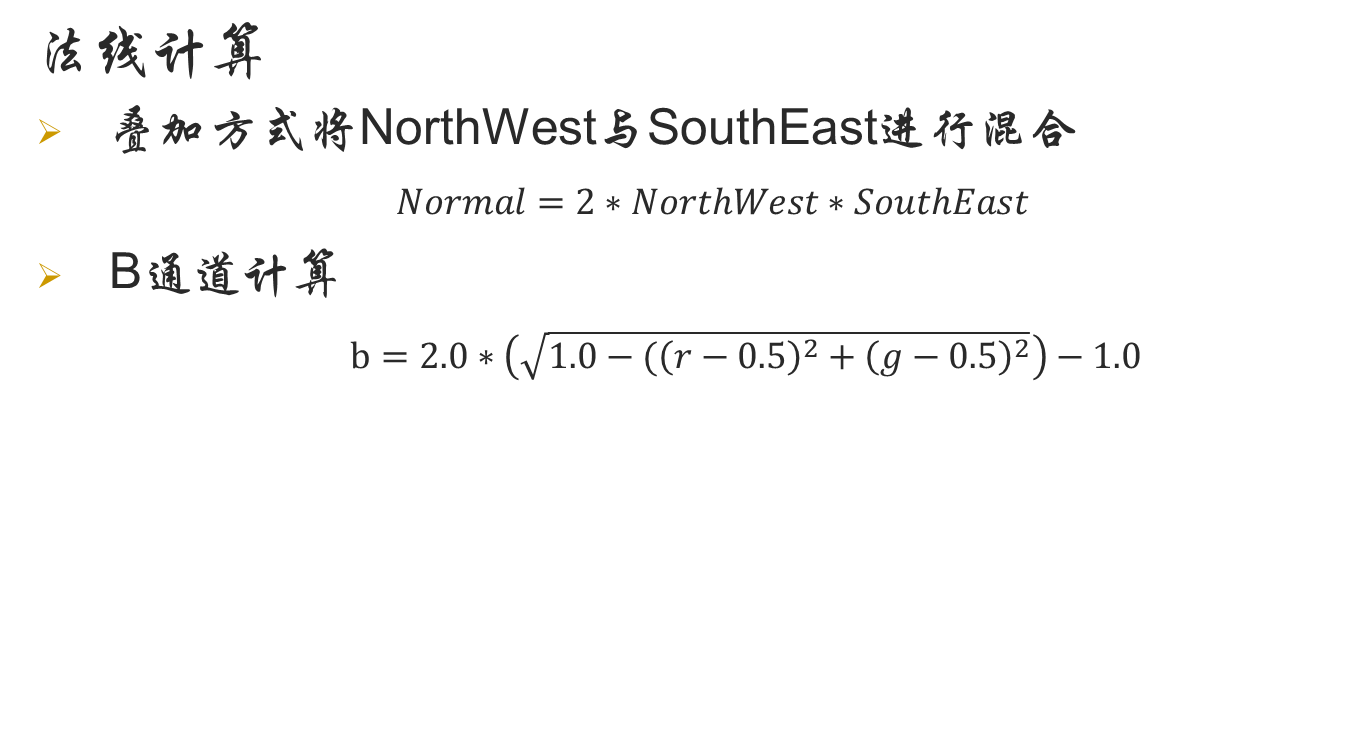 法线计算
叠加方式将NorthWest与SouthEast进行混合
Normal = 2 ∗ NorthWest ∗ SouthEast
B通道计算
b = 2.0 ∗ (√1.0 − ((r − 0.5)² + (g − 0.5)²) − 1.0